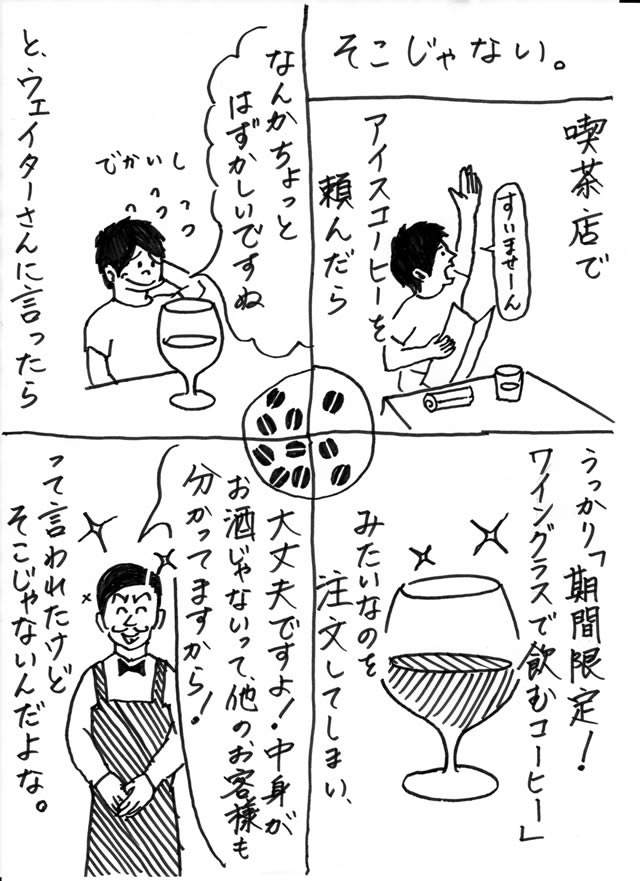 そこじゃない。
喫茶店で
アイスコーヒーを
頼んだら
すいませーん
うっかり「期間限定！
ワイングラスで飲むコーヒー」
みたいなのを
注文してしまい、
なんかちょっと
はずかしいですね
でかいし
と、ウェイターさんに言ったら
大丈夫ですよ！中身が
お酒じゃないって、他のお客様も
分かってますから！
って言われたけど
そこじゃないんだよな。